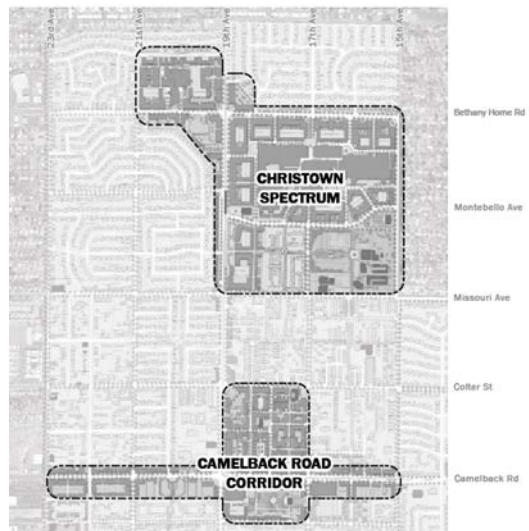 23rd Ave
21st Ave
19th Ave
17th Ave
15th Ave
Bethany Home Rd
CHRISTOWN
SPECTRUM
Montebello Ave
Missouri Ave
Colter St
CAMELBACK ROAD
CORRIDOR
Camelback Rd